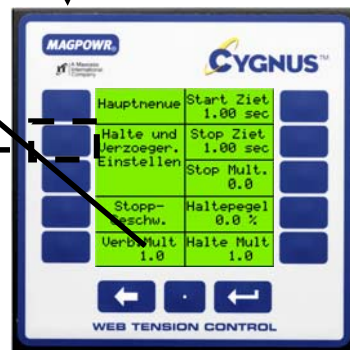 MAGPOWR®
A Maxcess
International
Company
CYGNUS™
Hauptmenue
Start Ziet
1.00 sec
Halte und
Verzoeger.
Einstellen
Stop Ziet
1.00 sec
Stop Mult.
0.0
Stopp-
Geschw.
Haltepegel
0.0 %
Verb.Mult
1.0
Halte Mult
1.0
WEB TENSION CONTROL